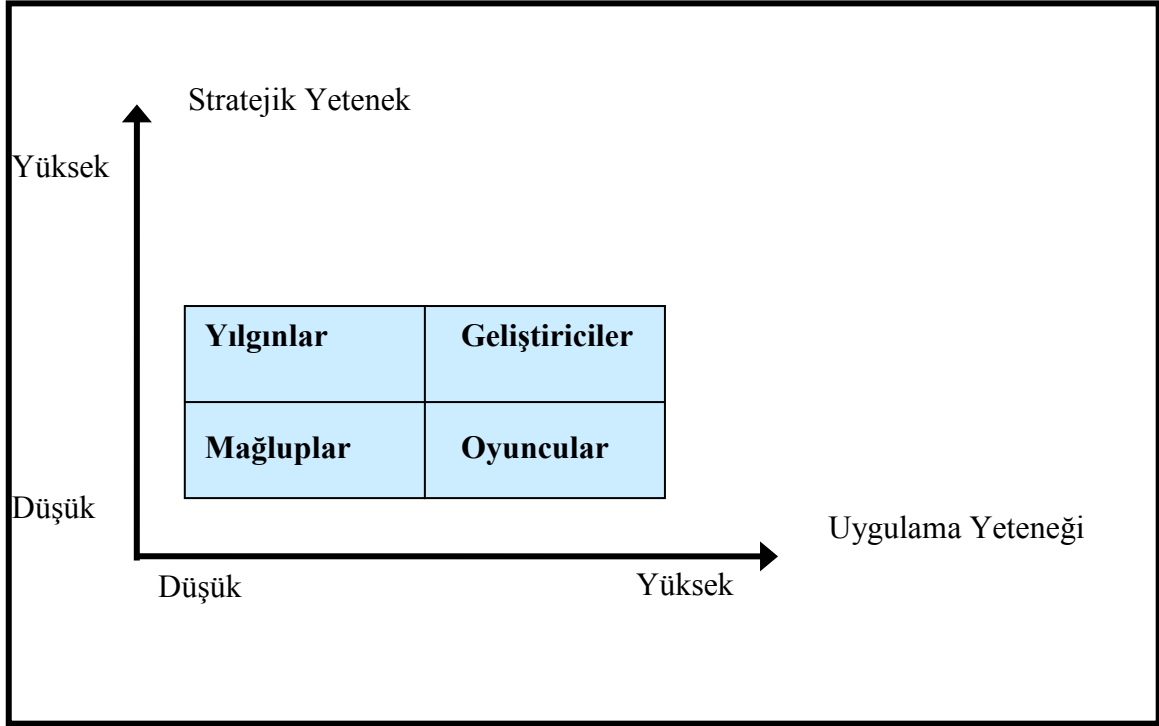 Stratejik Yetenek
Yüksek
Yılgınlar Geliştiriciler
Mağluplar Oyuncular
Düşük
Uygulama Yeteneği
Düşük Yüksek